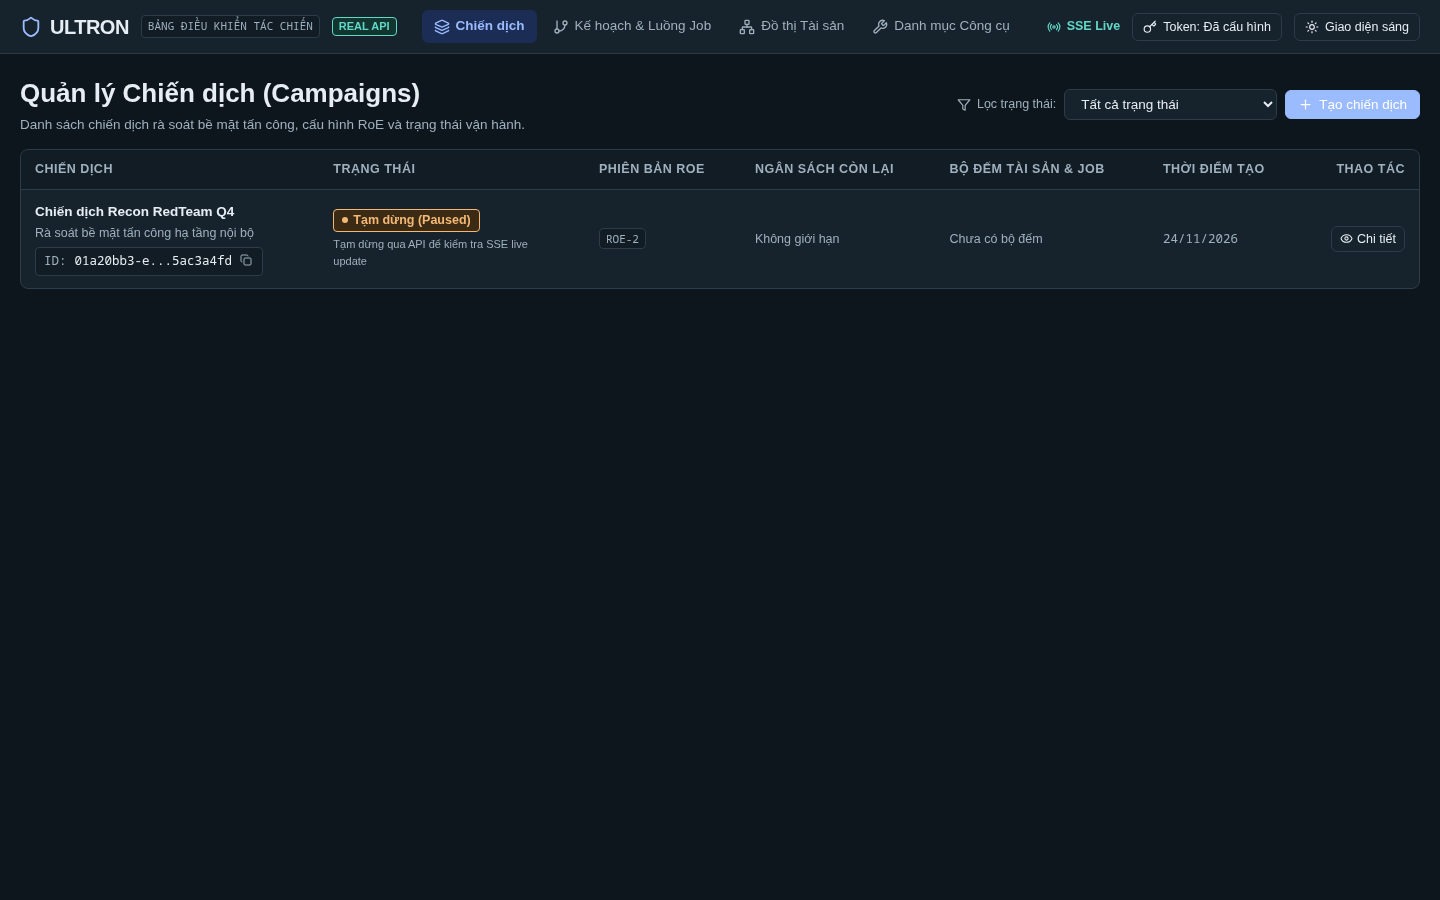 ULTRON
BẢNG ĐIỀU KHIỂN TÁC CHIẾN
REAL API
Chiến dịch
Kế hoạch & Luồng Job
Đồ thị Tài sản
Danh mục Công cụ
SSE Live
Token: Đã cấu hình
Giao diện sáng
Quản lý Chiến dịch (Campaigns)
Danh sách chiến dịch rà soát bề mặt tấn công, cấu hình RoE và trạng thái vận hành.
Lọc trạng thái:
Tất cả trạng thái
Tạo chiến dịch
CHIẾN DỊCH
TRẠNG THÁI
PHIÊN BẢN ROE
NGÂN SÁCH CÒN LẠI
BỘ ĐẾM TÀI SẢN & JOB
THỜI ĐIỂM TẠO
THAO TÁC
Chiến dịch Recon RedTeam Q4
Rà soát bề mặt tấn công hạ tầng nội bộ
ID: 01a20bb3-e...5ac3a4fd
Tạm dừng (Paused)
Tạm dừng qua API để kiểm tra SSE live
update
ROE-2
Không giới hạn
Chưa có bộ đếm
24/11/2026
Chi tiết